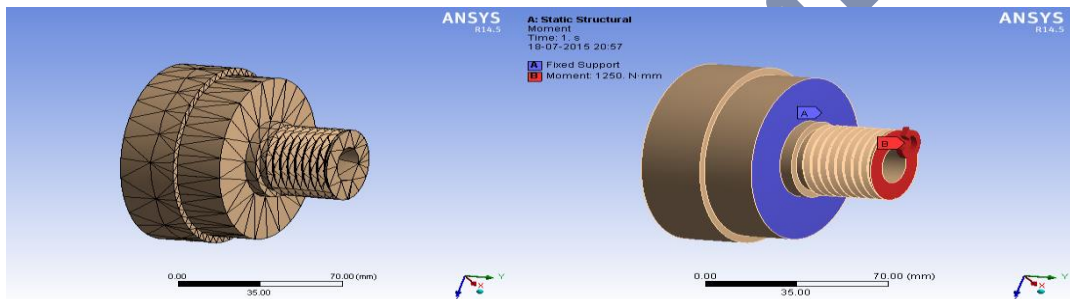 ANSYS
R14.5
0.00
70.00 (mm)
35.00
Y
X
A: Static Structural
Moment
Time: 1. s
18-07-2015 20:57
A Fixed Support
B Moment: 1250. N·mm
ANSYS
R14.5
A
B
0.00
70.00 (mm)
35.00
Y
X